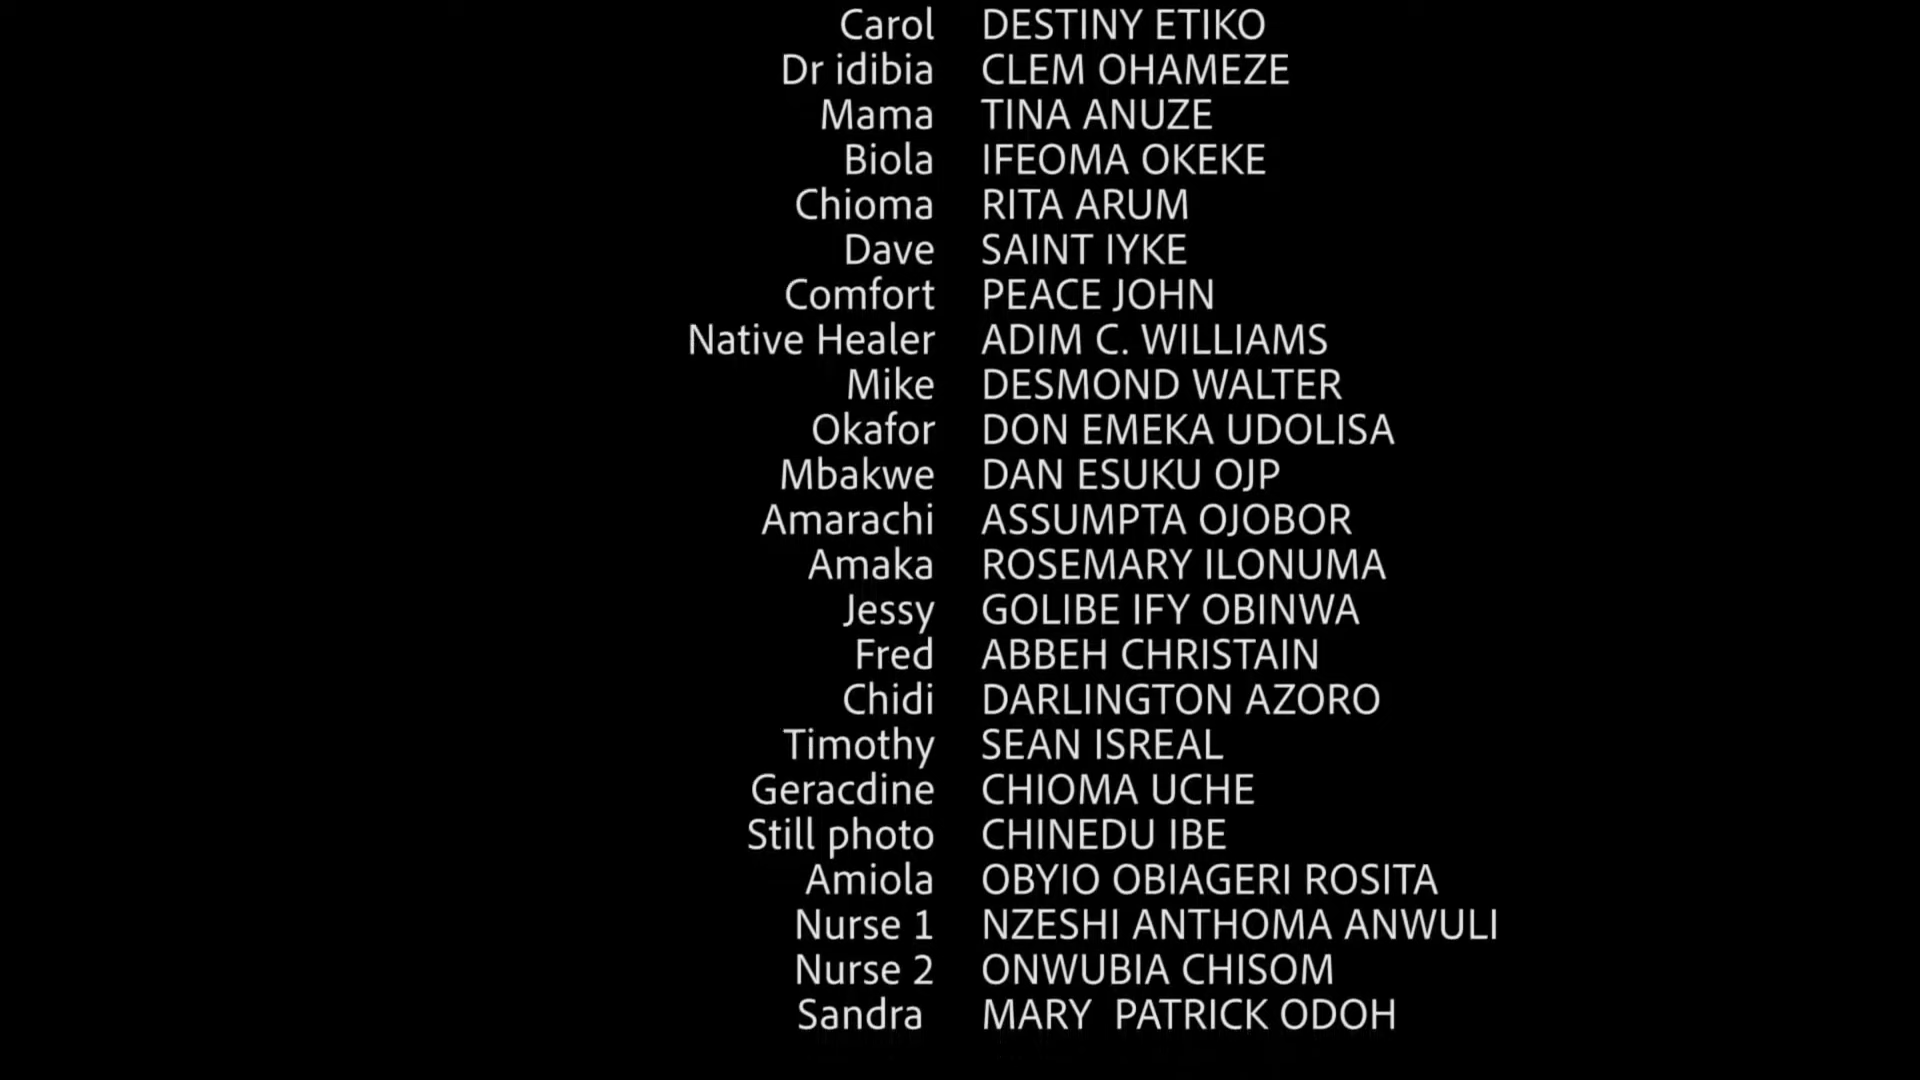 Carol DESTINY ETIKO
Dr idibia CLEM OHAMEZE
Mama TINA ANUZE
Biola IFEOMA OKEKE
Chioma RITA ARUM
Dave SAINT IYKE
Comfort PEACE JOHN
Native Healer ADIM C. WILLIAMS
Mike DESMOND WALTER
Okafor DON EMEKA UDOLISA
Mbakwe DAN ESUKU OJP
Amarachi ASSUMPTA OJOBOR
Amaka ROSEMARY ILONUMA
Jessy GOLIBE IFY OBINWA
Fred ABBEH CHRISTAIN
Chidi DARLINGTON AZORO
Timothy SEAN ISREAL
Geracdine CHIOMA UCHE
Still photo CHINEDU IBE
Amiola OBYIO OBIAGERI ROSITA
Nurse 1 NZESHI ANTHOMA ANWULI
Nurse 2 ONWUBIA CHISOM
Sandra MARY PATRICK ODOH